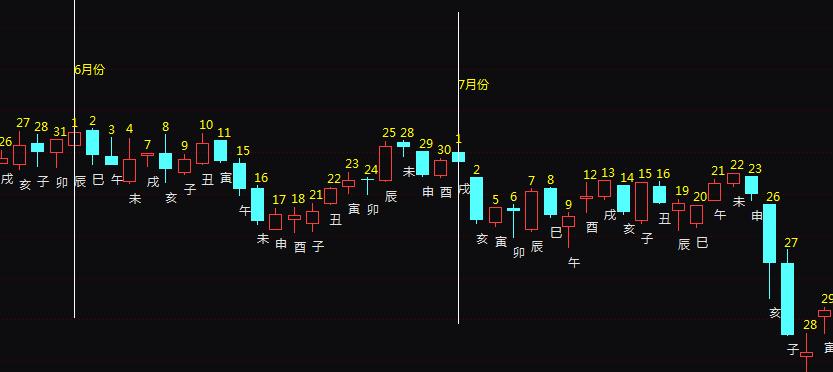 6月份
7月份
26 27 28 31 1 2 3 4 7 8 9 10 11 15 16 17 18 21 22 23 24 25 28 29 30 1 2 5 6 7 8 9 12 13 14 15 16 19 20 21 22 23 26 27 28 29
戌 亥 子 卯 辰 巳 午 未 戌 亥 子 丑 寅 午 未 申 酉 子 丑 寅 卯 辰 未 申 酉 戌 亥 寅 卯 辰 巳 午 酉 戌 亥 子 丑 辰 巳 午 未 申 亥 子 寅